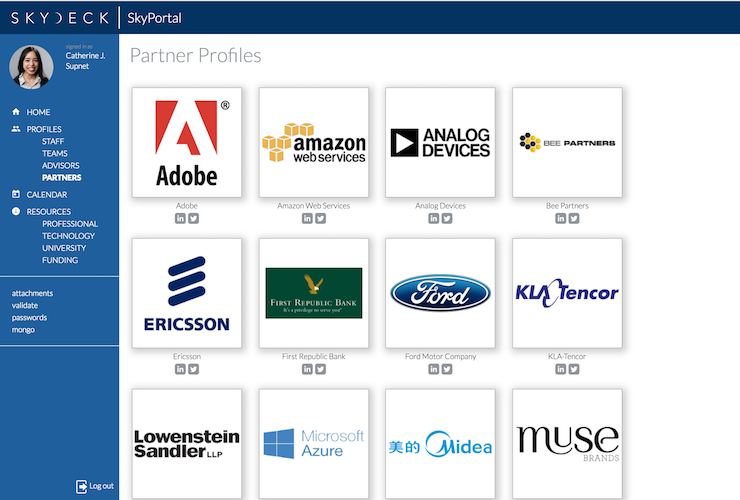 SKYDECK | SkyPortal
signed in as
Catherine J.
Supnet
HOME
PROFILES
STAFF
TEAMS
ADVISORS
PARTNERS
CALENDAR
RESOURCES
PROFESSIONAL
TECHNOLOGY
UNIVERSITY
FUNDING
attachments
validate
passwords
mongo
Log out
Partner Profiles
Adobe®
Adobe
amazon
web services
Amazon Web Services
ANALOG
DEVICES
Analog Devices
BEE PARTNERS
Bee Partners
ERICSSON
Ericsson
FIRST REPUBLIC BANK
It's a privilege to serve you®
First Republic Bank
Ford
Ford Motor Company
KLA Tencor
KLA-Tencor
Lowenstein
Sandler LLP
Microsoft
Azure
美的 Midea
muse
BRANDS